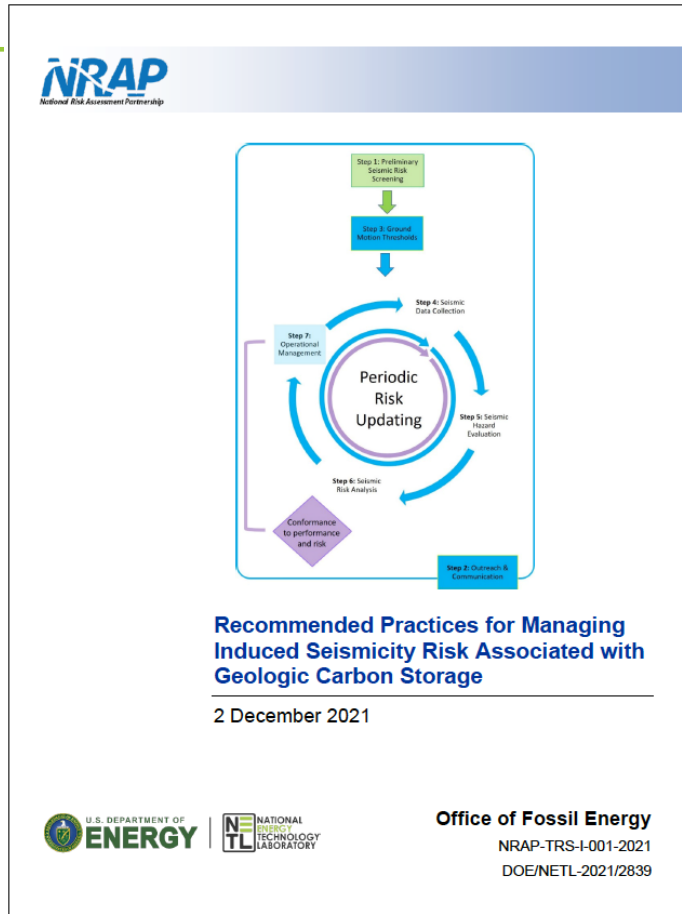 NRAP
National Risk Assessment Partnership
Step 1: Preliminary
Seismic Risk
Screening
Step 3: Ground
Motion Thresholds
Step 4: Seismic
Data Collection
Step 7:
Operational
Management
Periodic
Risk
Updating
Step 5: Seismic
Hazard
Evaluation
Step 6: Seismic
Risk Analysis
Conformance
to performance
and risk
Step 2: Outreach &
Communication
Recommended Practices for Managing
Induced Seismicity Risk Associated with
Geologic Carbon Storage
2 December 2021
U.S. DEPARTMENT OF
ENERGY
NETL
NATIONAL
ENERGY
TECHNOLOGY
LABORATORY
Office of Fossil Energy
NRAP-TRS-I-001-2021
DOE/NETL-2021/2839